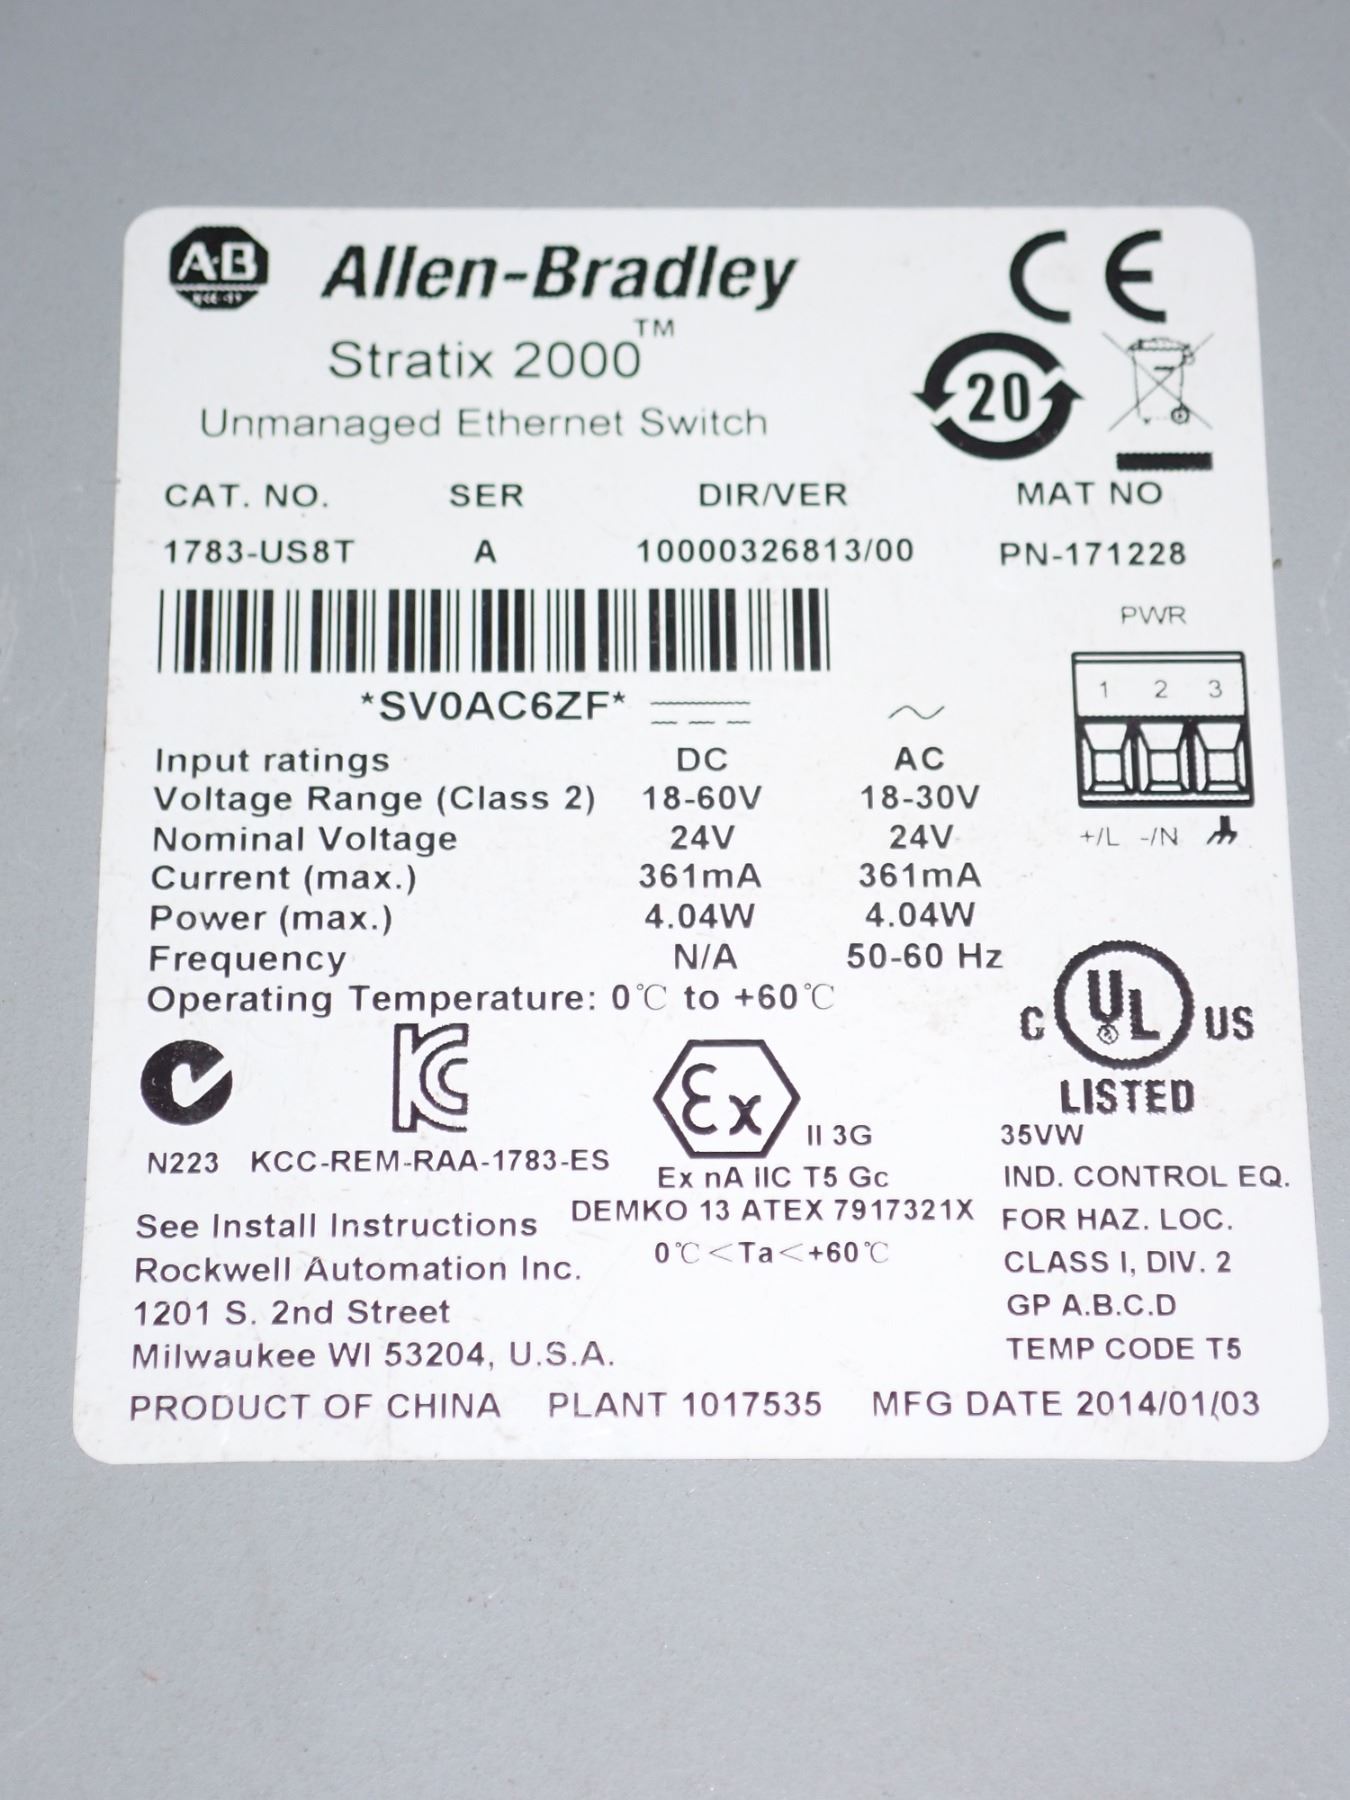 A-B
Allen-Bradley
Stratix 2000™
Unmanaged Ethernet Switch
CE
20
CAT. NO. SER DIR/VER MAT NO
1783-US8T A 10000326813/00 PN-171228
PWR
1 2 3
+/L -/N
*SV0AC6ZF*
Input ratings DC AC
Voltage Range (Class 2) 18-60V 18-30V
Nominal Voltage 24V 24V
Current (max.) 361mA 361mA
Power (max.) 4.04W 4.04W
Frequency N/A 50-60 Hz
Operating Temperature: 0℃ to +60℃
C UL US
LISTED
35VW
IND. CONTROL EQ.
FOR HAZ. LOC.
CLASS I, DIV. 2
GP A.B.C.D
TEMP CODE T5
KC
Ex II 3G
N223 KCC-REM-RAA-1783-ES
Ex nA IIC T5 Gc
DEMKO 13 ATEX 7917321X
0℃<Ta<+60℃
See Install Instructions
Rockwell Automation Inc.
1201 S. 2nd Street
Milwaukee WI 53204, U.S.A.
PRODUCT OF CHINA PLANT 1017535 MFG DATE 2014/01/03